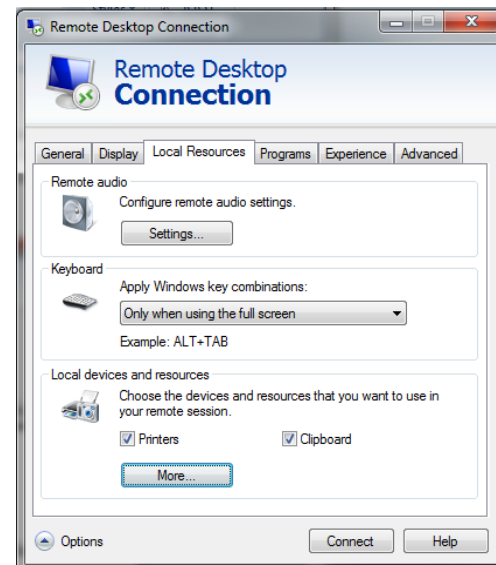 Remote Desktop Connection
Remote Desktop
Connection
General Display Local Resources Programs Experience Advanced
Remote audio
Configure remote audio settings.
Settings...
Keyboard
Apply Windows key combinations:
Only when using the full screen
Example: ALT+TAB
Local devices and resources
Choose the devices and resources that you want to use in
your remote session.
Printers Clipboard
More...
Options Connect Help